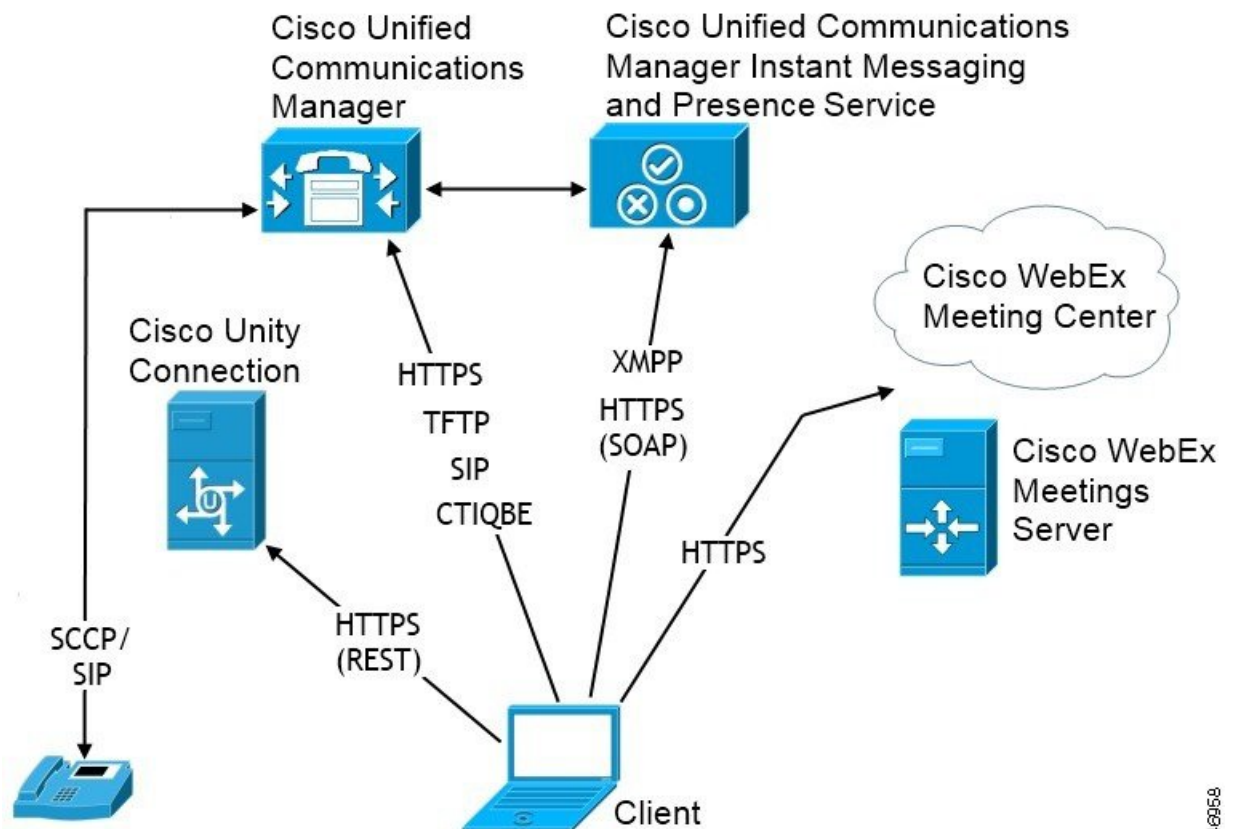 Cisco Unified
Communications
Manager
Cisco Unified Communications
Manager Instant Messaging
and Presence Service
Cisco WebEx
Meeting Center
Cisco Unity
Connection
HTTPS
TFTP
SIP
CTIQBE
XMPP
HTTPS
(SOAP)
Cisco WebEx
Meetings
Server
HTTPS
HTTPS
(REST)
SCCP/
SIP
U
Client